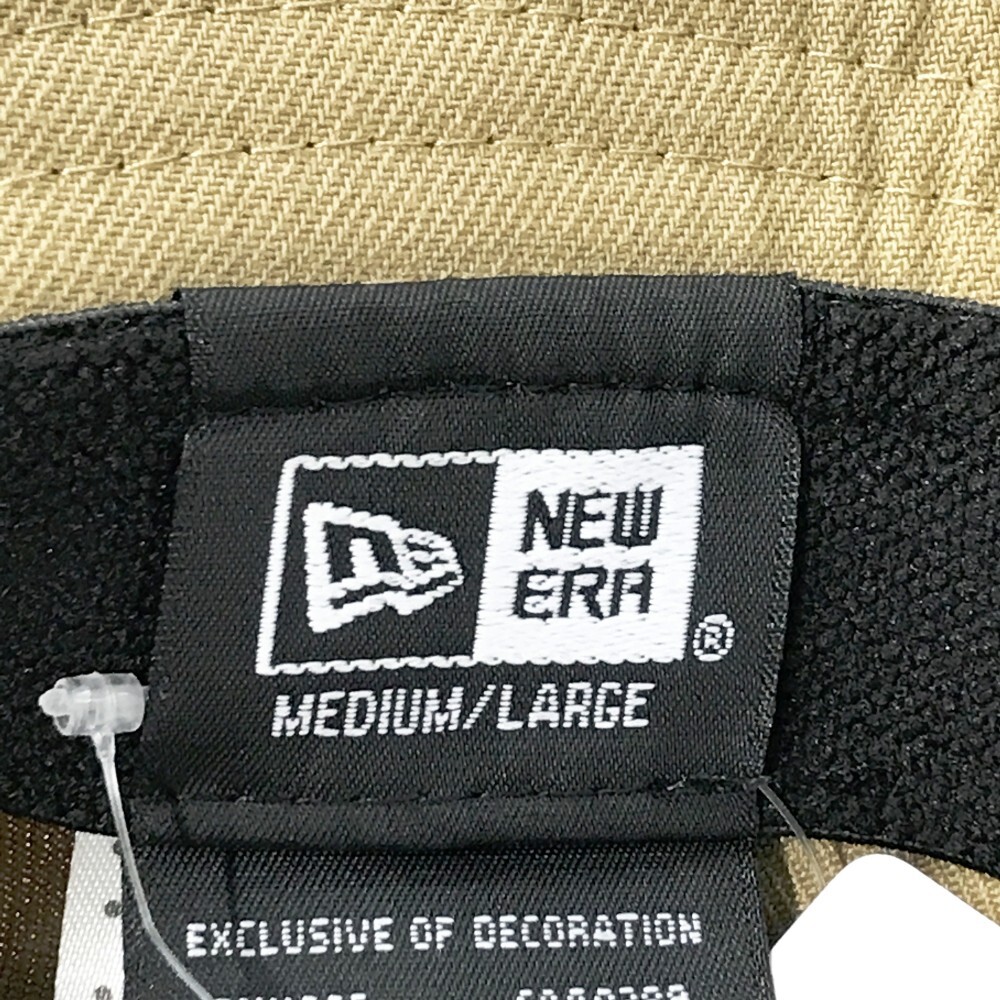 NEW
ERA
®
MEDIUM/LARGE
EXCLUSIVE OF DECORATION